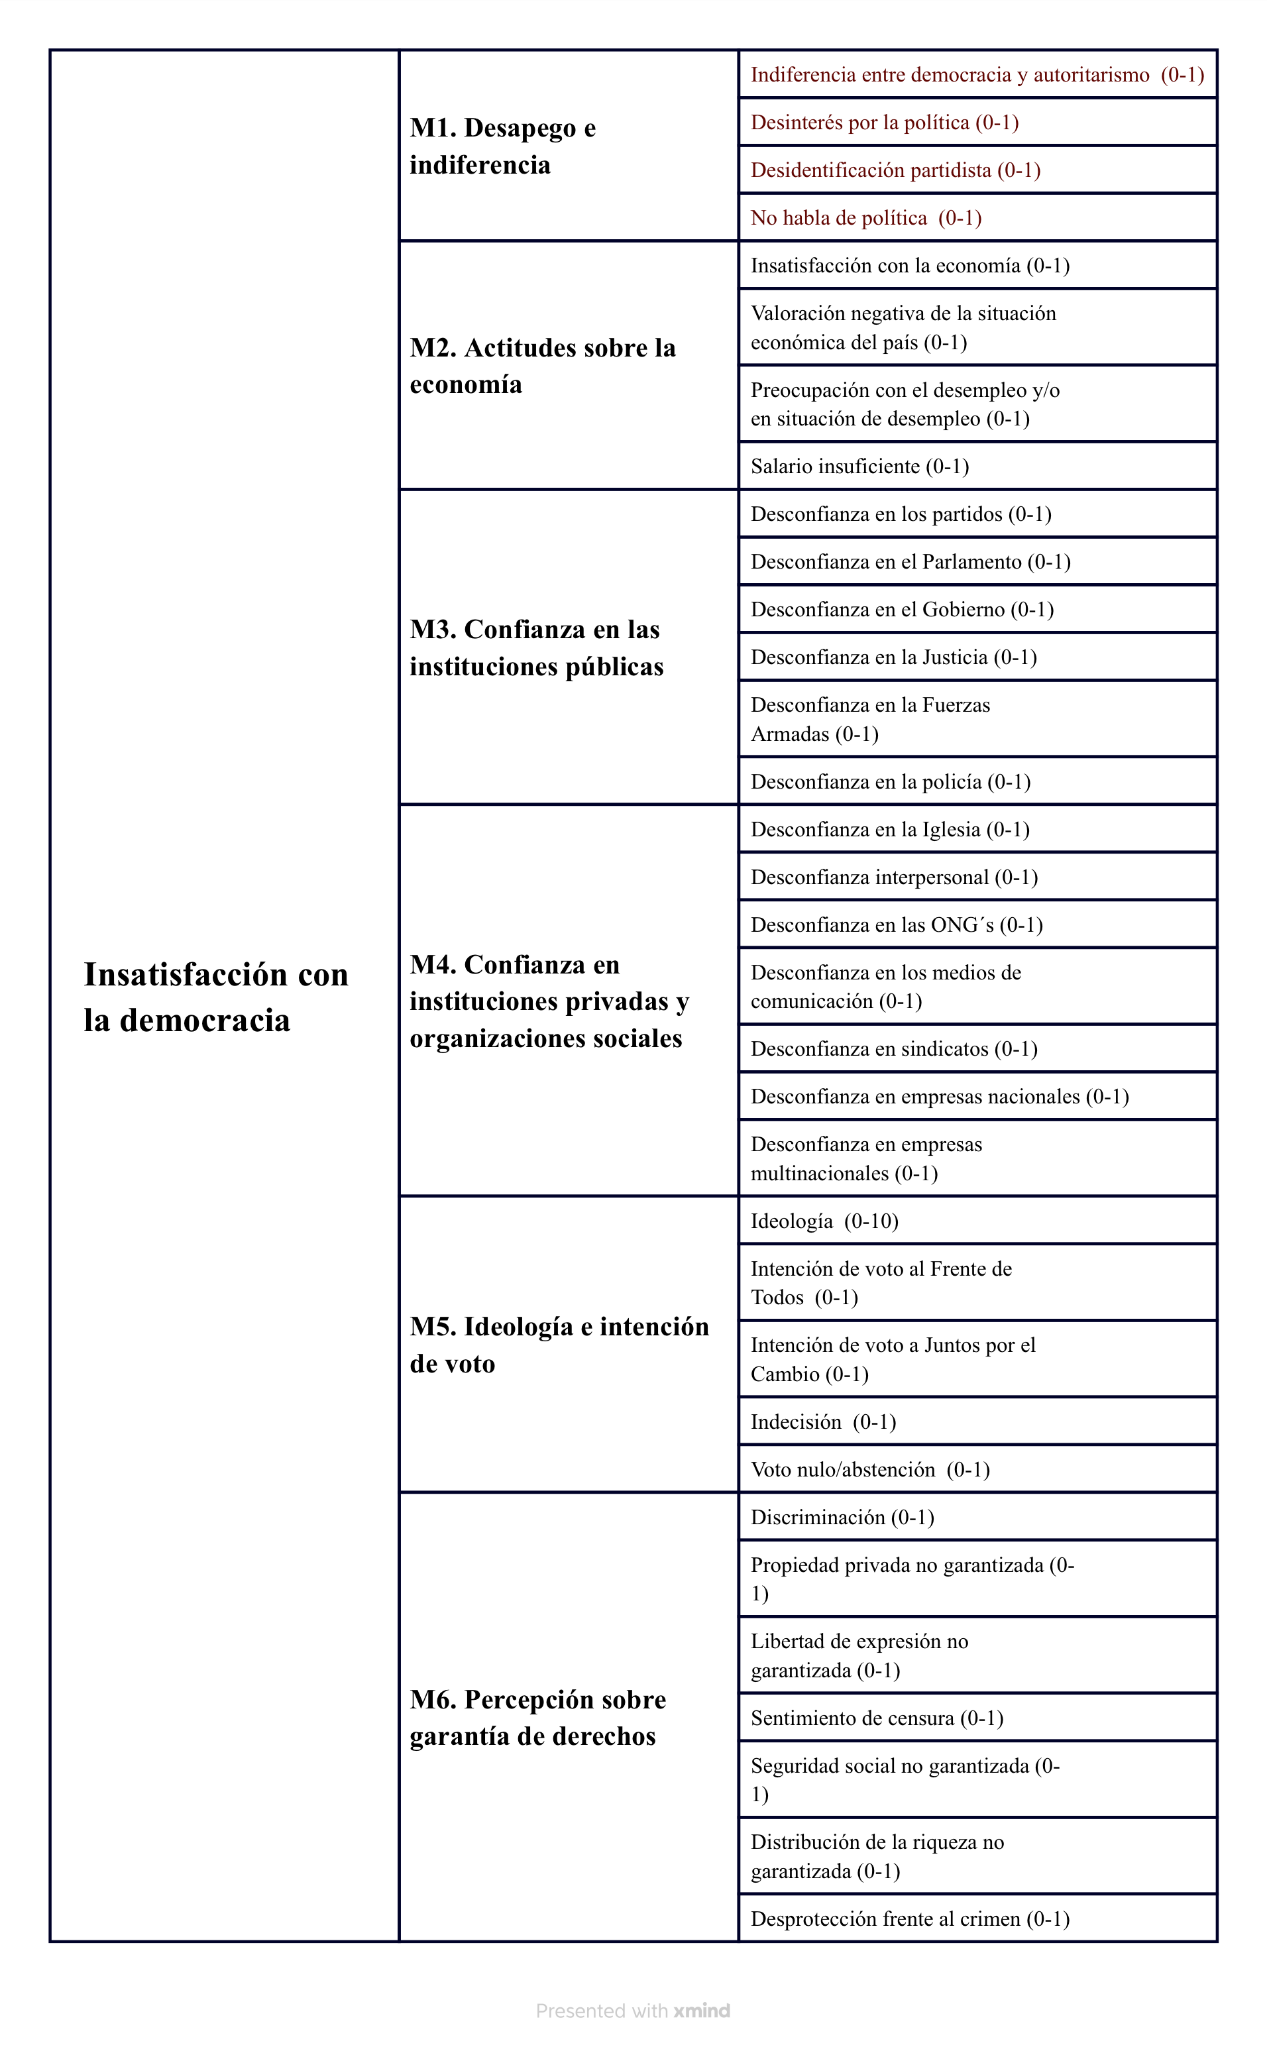 Insatisfacción con
la democracia
M1. Desapego e
indiferencia
Indiferencia entre democracia y autoritarismo  (0-1)
Desinterés por la política (0-1)
Desidentificación partidista (0-1)
No habla de política  (0-1)
M2. Actitudes sobre la
economía
Insatisfacción con la economía (0-1)
Valoración negativa de la situación
económica del país (0-1)
Preocupación con el desempleo y/o
en situación de desempleo (0-1)
Salario insuficiente (0-1)
M3. Confianza en las
instituciones públicas
Desconfianza en los partidos (0-1)
Desconfianza en el Parlamento (0-1)
Desconfianza en el Gobierno (0-1)
Desconfianza en la Justicia (0-1)
Desconfianza en la Fuerzas
Armadas (0-1)
Desconfianza en la policía (0-1)
M4. Confianza en
instituciones privadas y
organizaciones sociales
Desconfianza en la Iglesia (0-1)
Desconfianza interpersonal (0-1)
Desconfianza en las ONG´s (0-1)
Desconfianza en los medios de
comunicación (0-1)
Desconfianza en sindicatos (0-1)
Desconfianza en empresas nacionales (0-1)
Desconfianza en empresas
multinacionales (0-1)
M5. Ideología e intención
de voto
Ideología  (0-10)
Intención de voto al Frente de
Todos  (0-1)
Intención de voto a Juntos por el
Cambio (0-1)
Indecisión  (0-1)
Voto nulo/abstención  (0-1)
M6. Percepción sobre
garantía de derechos
Discriminación (0-1)
Propiedad privada no garantizada (0-
1)
Libertad de expresión no
garantizada (0-1)
Sentimiento de censura (0-1)
Seguridad social no garantizada (0-
1)
Distribución de la riqueza no
garantizada (0-1)
Desprotección frente al crimen (0-1)
Presented with xmind